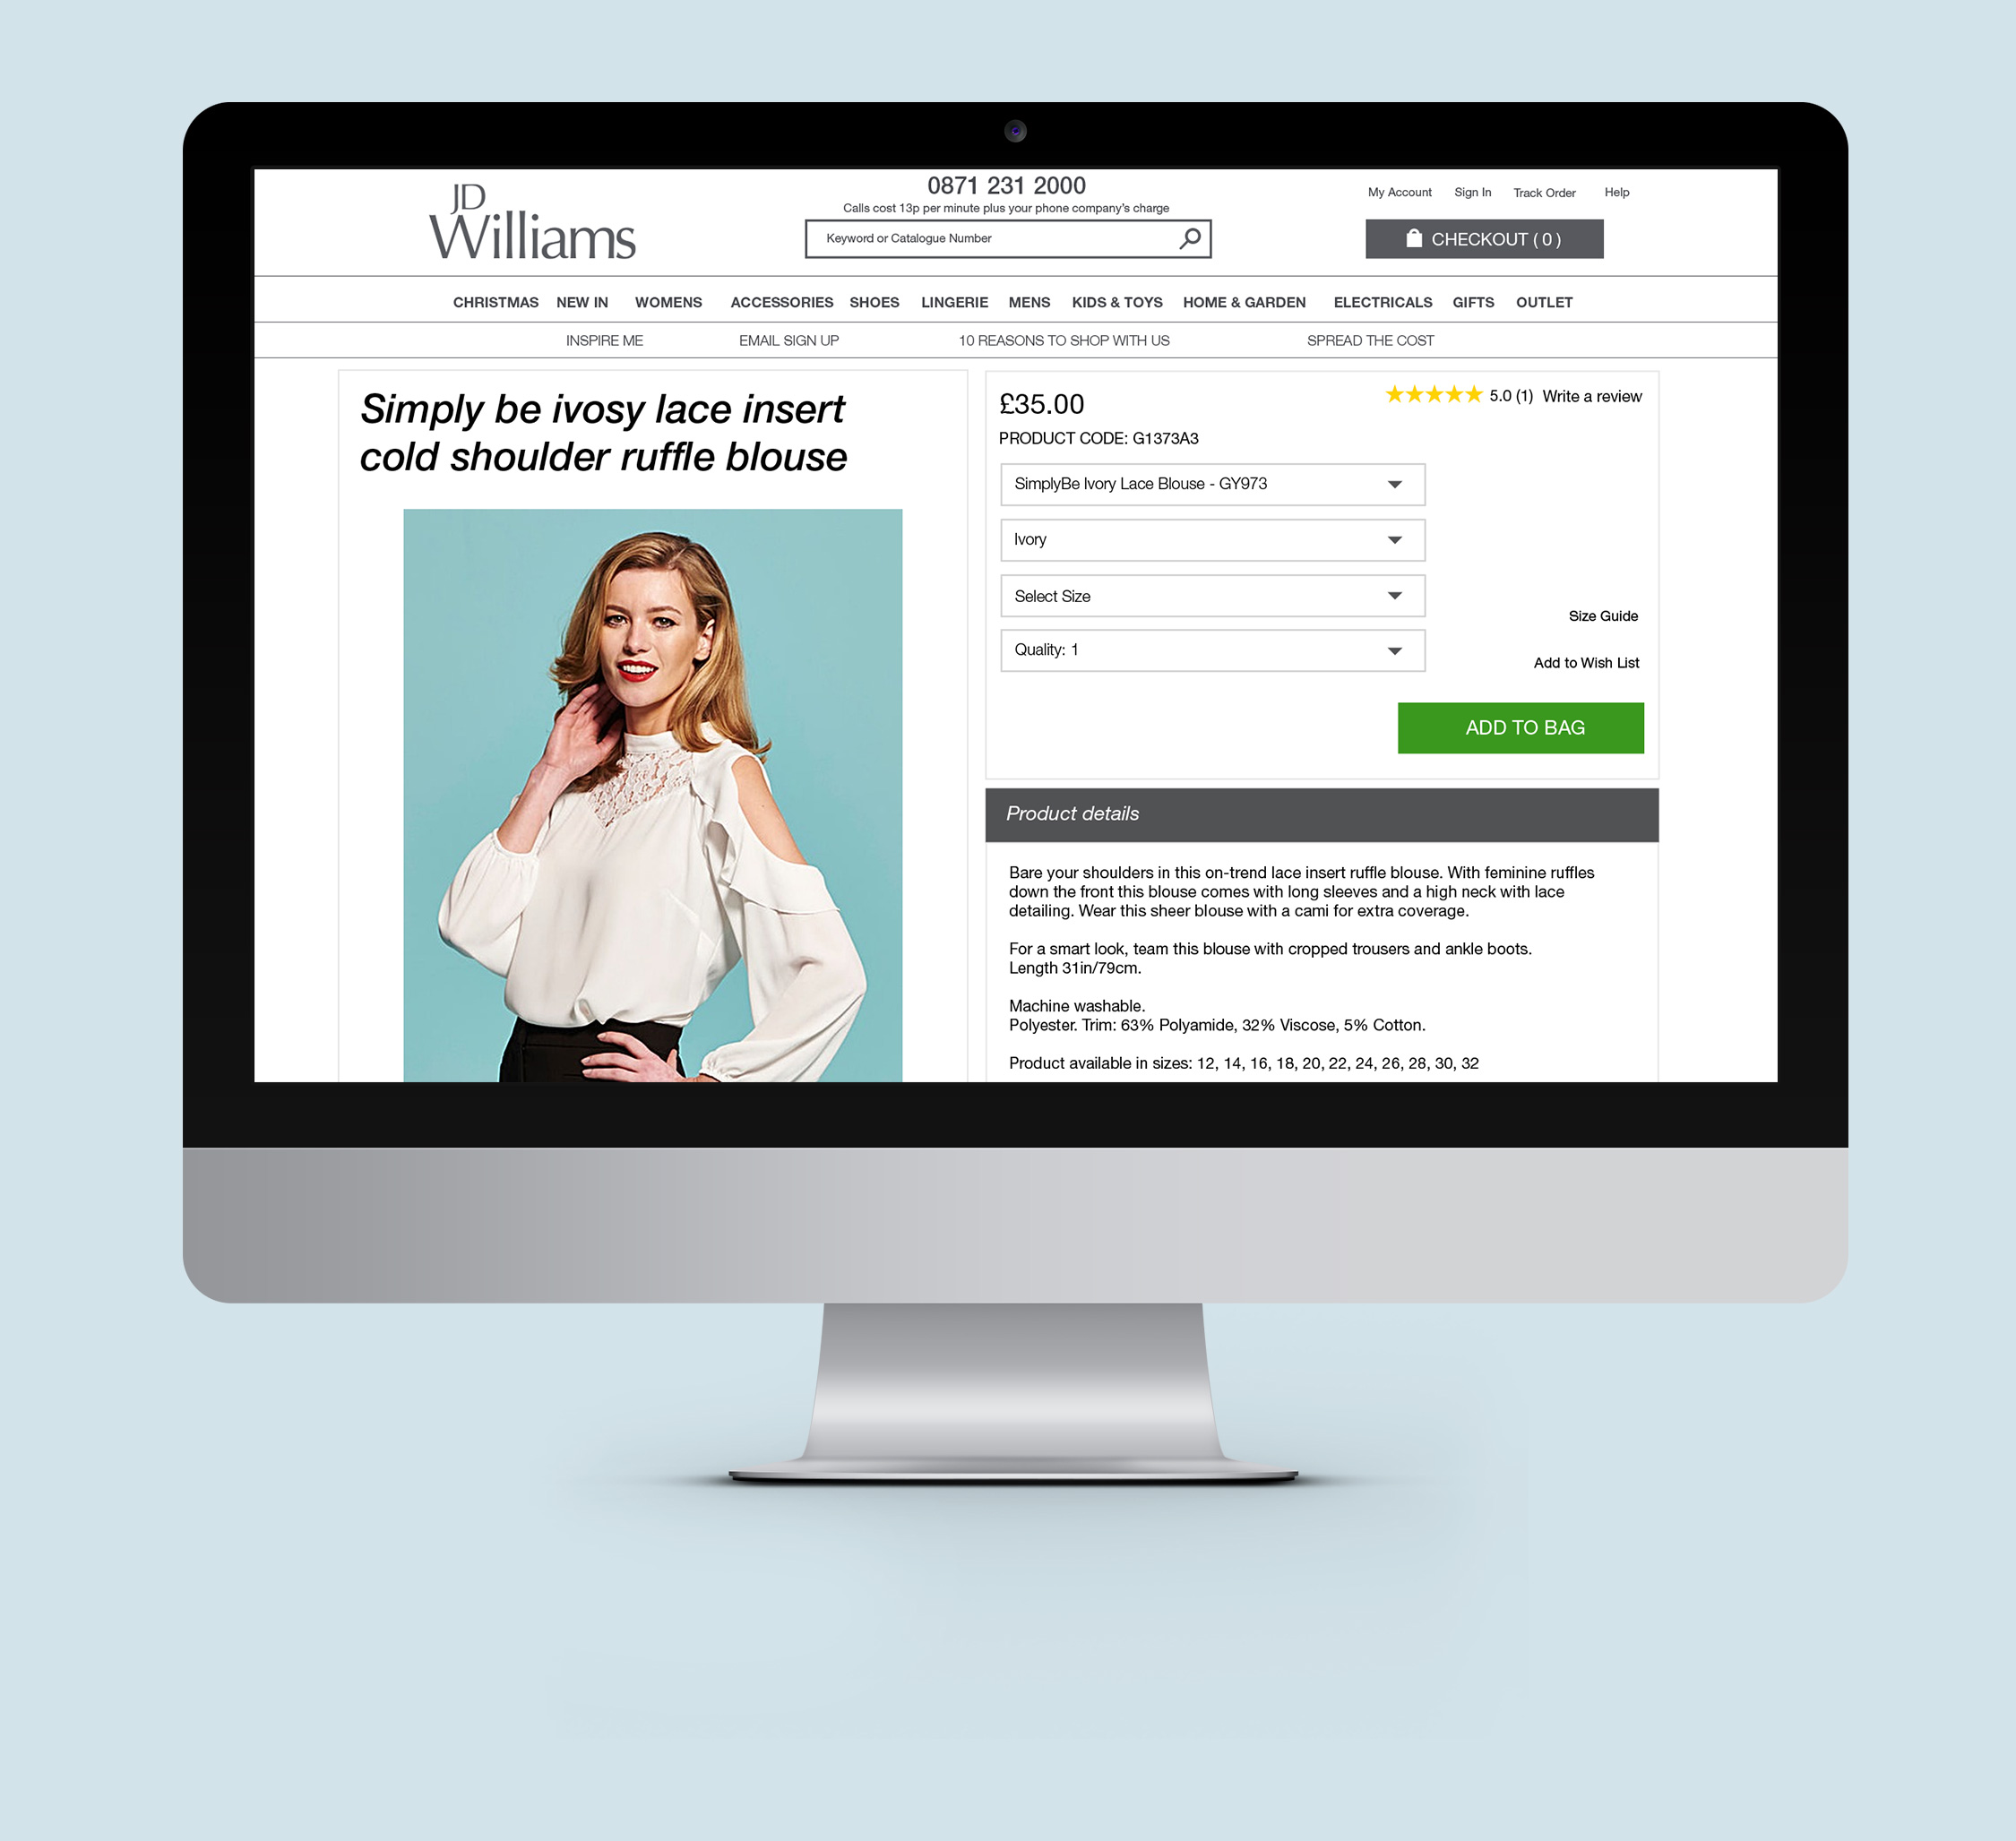 JD
Williams
0871 231 2000
Calls cost 13p per minute plus your phone company's charge
Keyword or Catalogue Number
My Account Sign In Track Order Help
CHECKOUT ( 0 )
CHRISTMAS NEW IN WOMENS ACCESSORIES SHOES LINGERIE MENS KIDS & TOYS HOME & GARDEN ELECTRICALS GIFTS OUTLET
INSPIRE ME EMAIL SIGN UP 10 REASONS TO SHOP WITH US SPREAD THE COST
Simply be ivosy lace insert
cold shoulder ruffle blouse
£35.00
5.0 (1) Write a review
PRODUCT CODE: G1373A3
SimplyBe Ivory Lace Blouse - GY973
Ivory
Select Size
Size Guide
Quality: 1
Add to Wish List
ADD TO BAG
Product details
Bare your shoulders in this on-trend lace insert ruffle blouse. With feminine ruffles
down the front this blouse comes with long sleeves and a high neck with lace
detailing. Wear this sheer blouse with a cami for extra coverage.
For a smart look, team this blouse with cropped trousers and ankle boots.
Length 31in/79cm.
Machine washable.
Polyester. Trim: 63% Polyamide, 32% Viscose, 5% Cotton.
Product available in sizes: 12, 14, 16, 18, 20, 22, 24, 26, 28, 30, 32